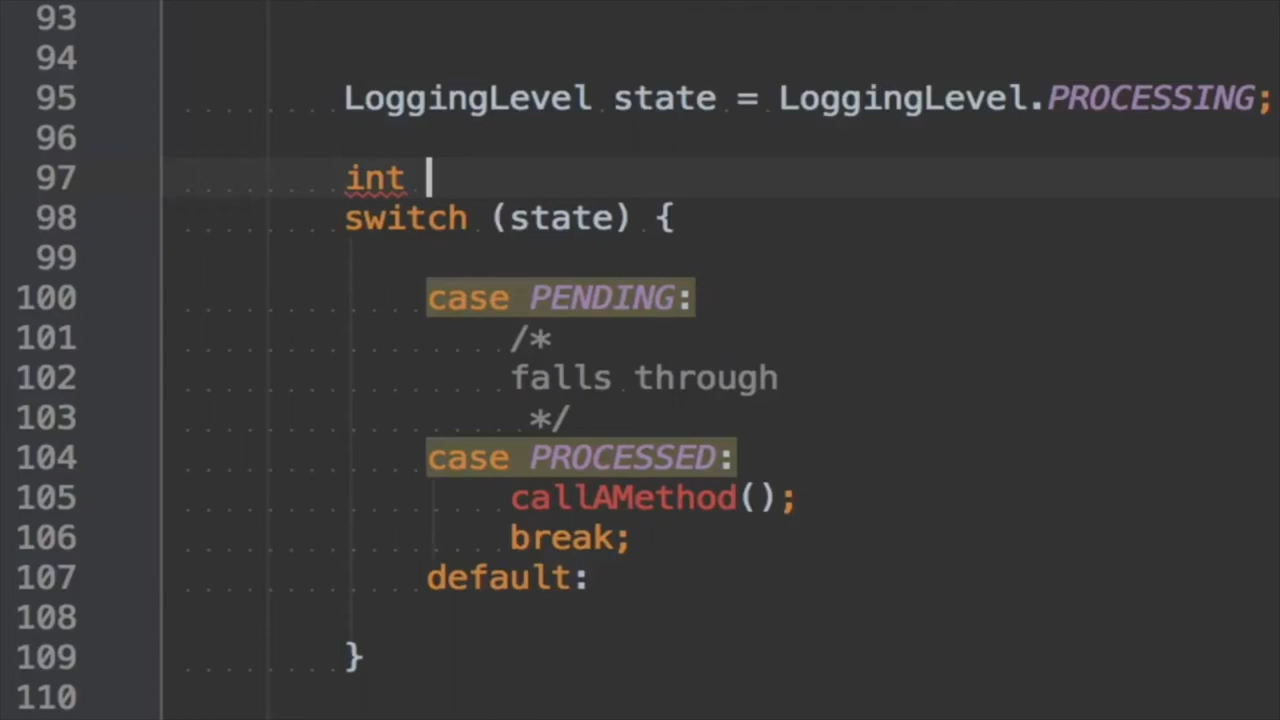 93
94
95 LoggingLevel state = LoggingLevel.PROCESSING;
96
97 int
98 switch (state) {
99
100 case PENDING:
101 /*
102 falls through
103 */
104 case PROCESSED:
105 callAMethod();
106 break;
107 default:
108
109 }
110